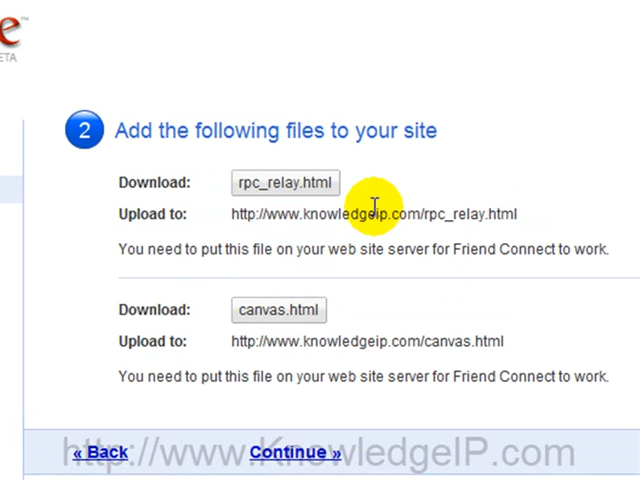 e™
ETA
2 Add the following files to your site
Download: rpc_relay.html
Upload to: http://www.knowledgeip.com/rpc_relay.html
You need to put this file on your web site server for Friend Connect to work.
Download: canvas.html
Upload to: http://www.knowledgeip.com/canvas.html
You need to put this file on your web site server for Friend Connect to work.
« Back Continue »
http://www.KnowledgeIP.com